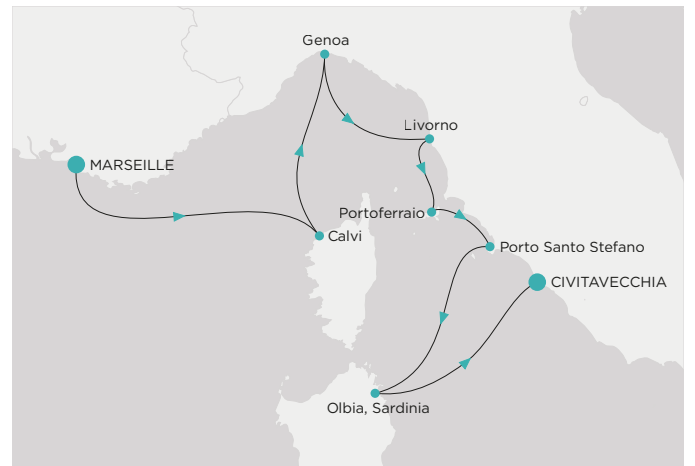 Genoa
Livorno
MARSEILLE
Portoferraio
Calvi
Porto Santo Stefano
CIVITAVECCHIA
Olbia, Sardinia